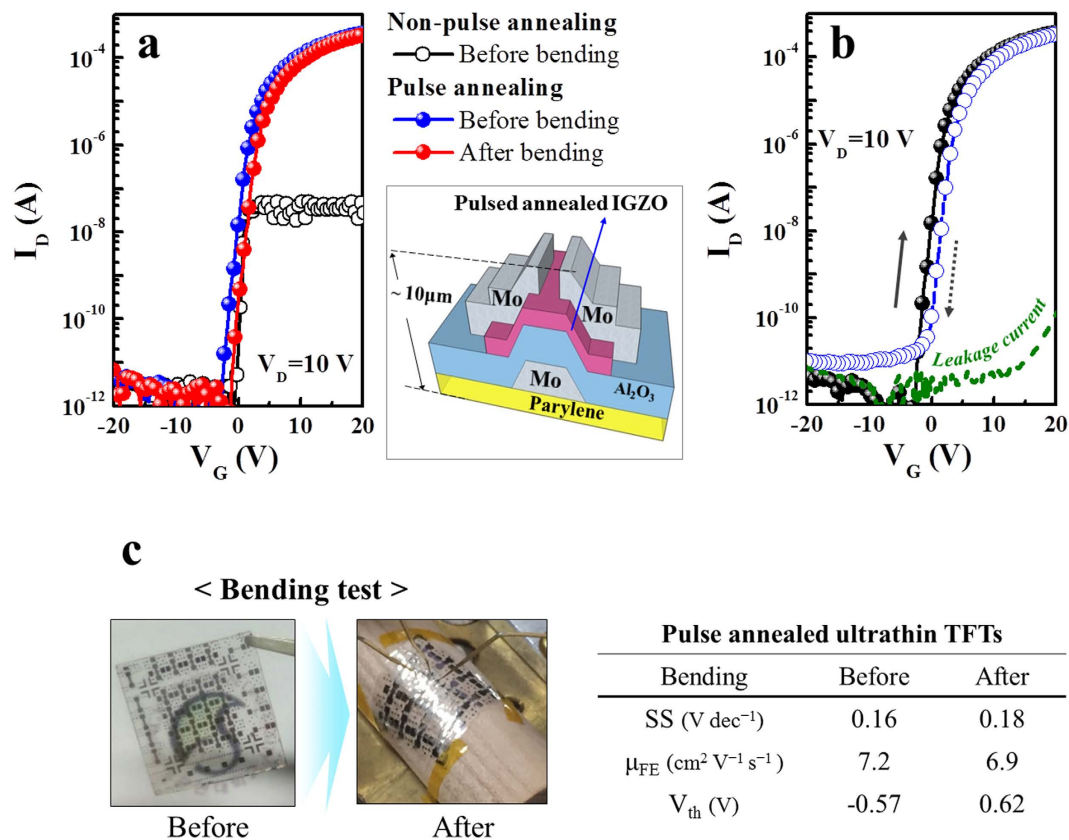 a
10⁻⁴
10⁻⁶
10⁻⁸
10⁻¹⁰
10⁻¹²
I_D (A)
V_D=10 V
-20
-10
0
10
20
V_G (V)
Non-pulse annealing
Before bending
Pulse annealing
Before bending
After bending
Pulsed annealed IGZO
~ 10μm
Mo
Mo
Mo
Al₂O₃
Parylene
b
10⁻⁴
10⁻⁶
10⁻⁸
10⁻¹⁰
10⁻¹²
I_D (A)
V_D=10 V
Leakage current
-20
-10
0
10
20
V_G (V)
c
< Bending test >
Before
After
Pulse annealed ultrathin TFTs
Bending Before After
SS (V dec⁻¹) 0.16 0.18
μ_FE (cm² V⁻¹ s⁻¹) 7.2 6.9
V_th (V) -0.57 0.62